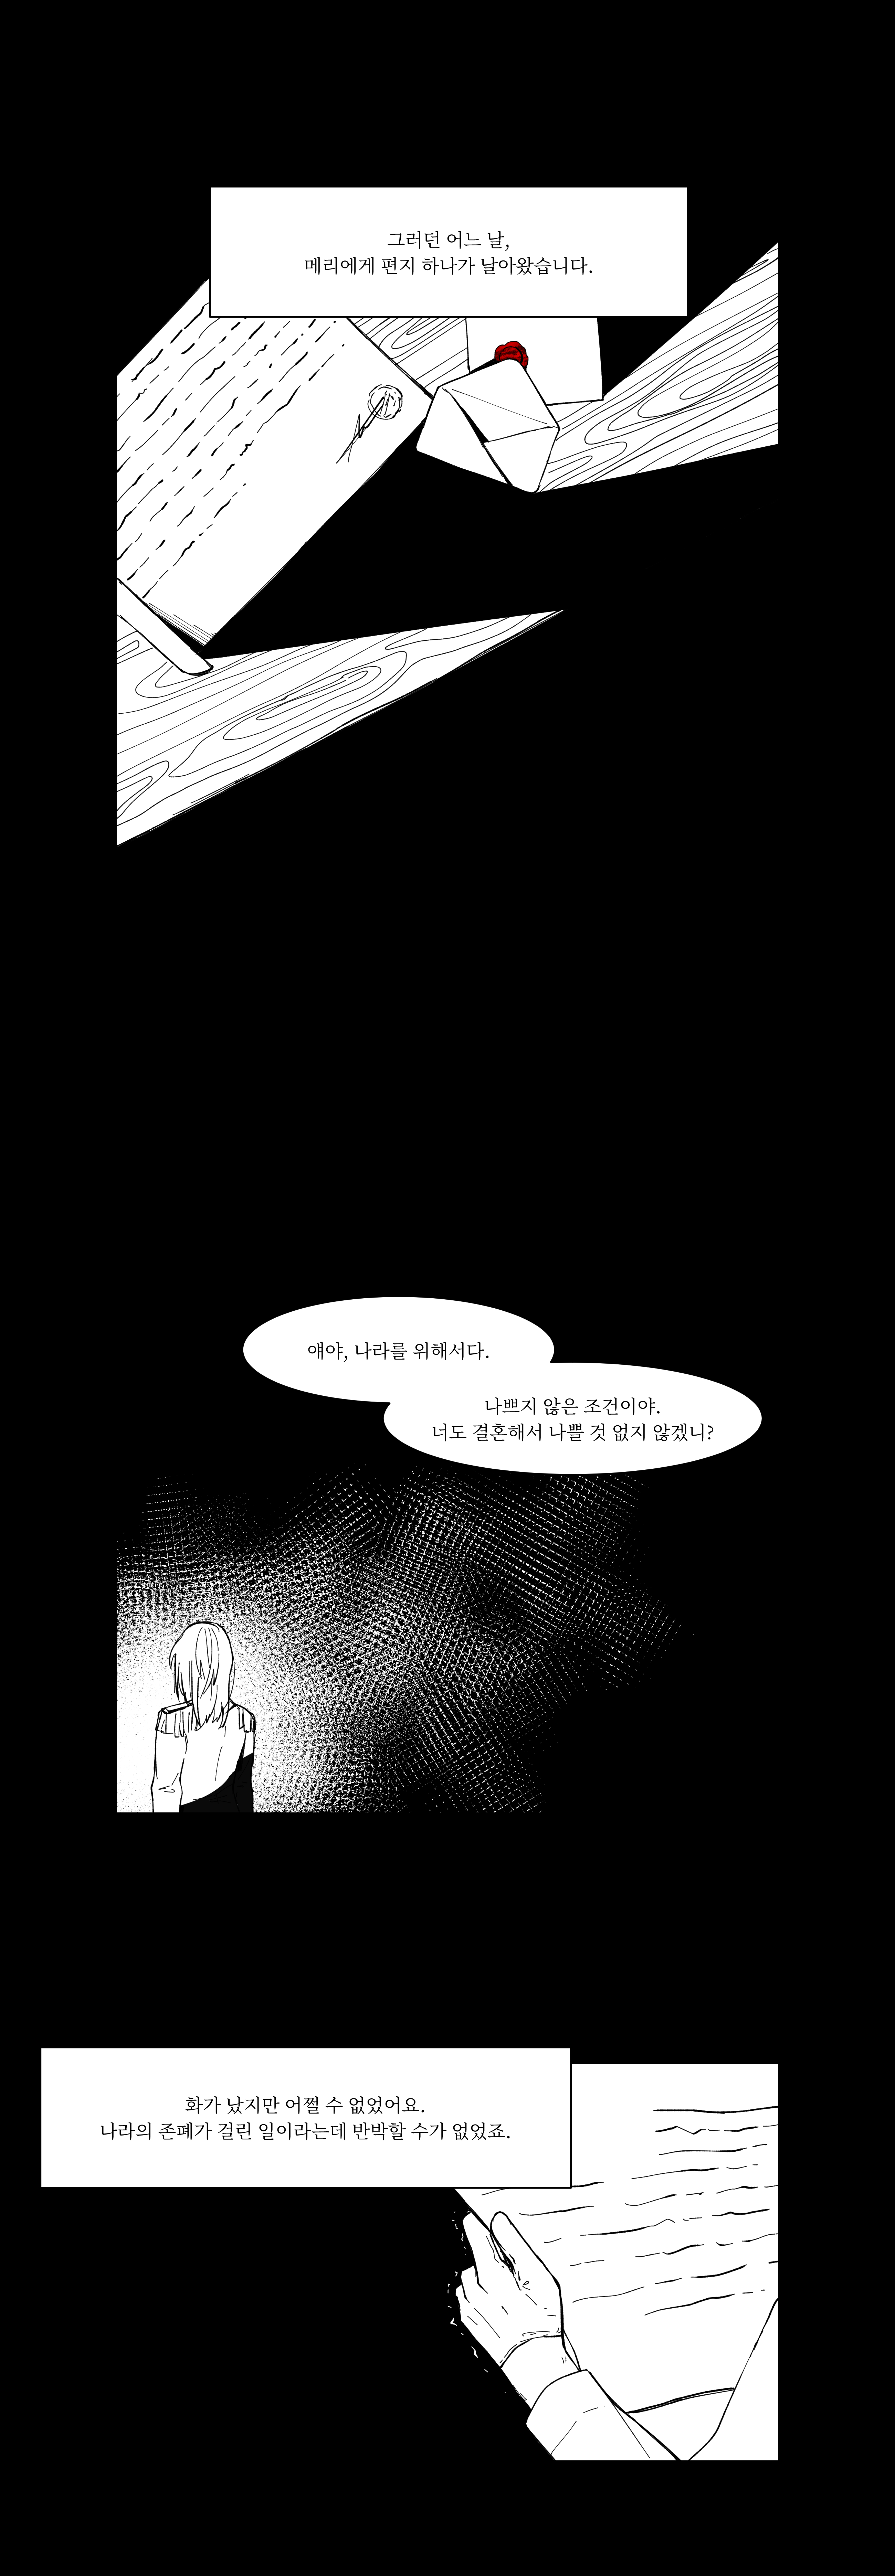 그러던 어느 날,
메리에게 편지 하나가 날아왔습니다.
얘야, 나라를 위해서다.
나쁘지 않은 조건이야.
너도 결혼해서 나쁠 것 없지 않겠니?
화가 났지만 어쩔 수 없었어요.
나라의 존폐가 걸린 일이라는데 반박할 수가 없었죠.